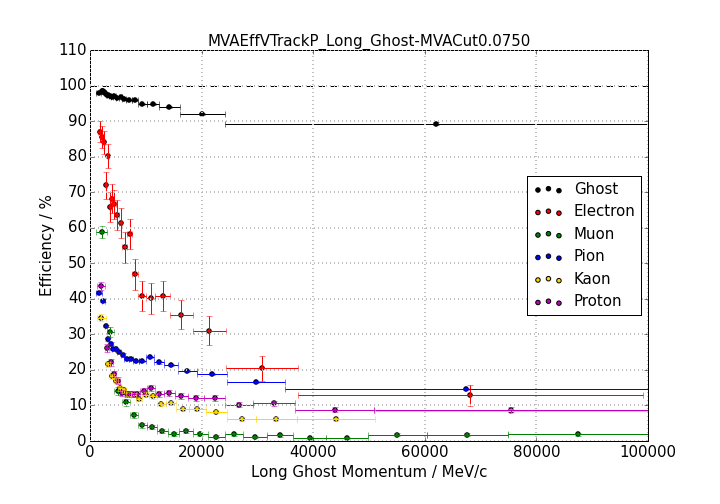 MVAEffVTrackP_Long_Ghost-MVACut0.0750
110
100
90
80
70
60
50
40
30
20
10
0
Efficiency / %
Ghost
Electron
Muon
Pion
Kaon
Proton
0 20000 40000 60000 80000 100000
Long Ghost Momentum / MeV/c